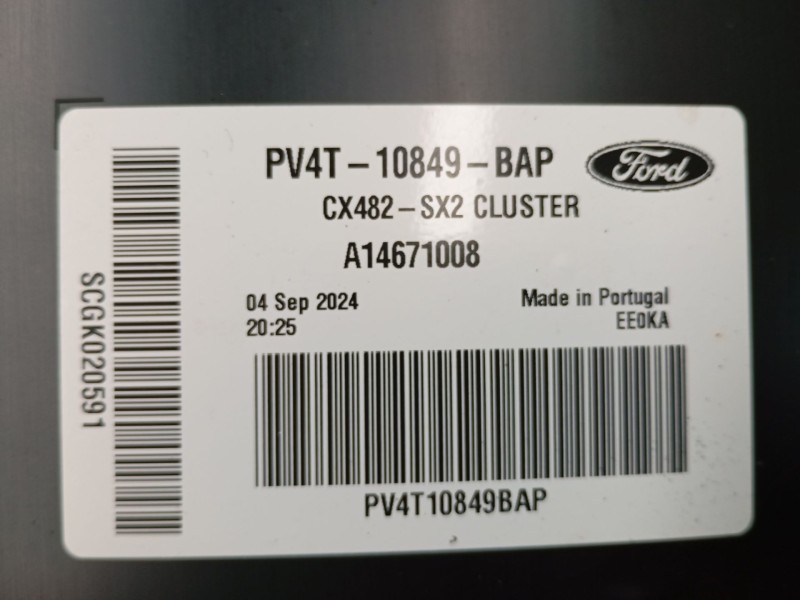 PV4T-10849-BAP
Ford
CX482-SX2 CLUSTER
A14671008
04 Sep 2024
20:25
Made in Portugal
EE0KA
SCGK020591
PV4T10849BAP